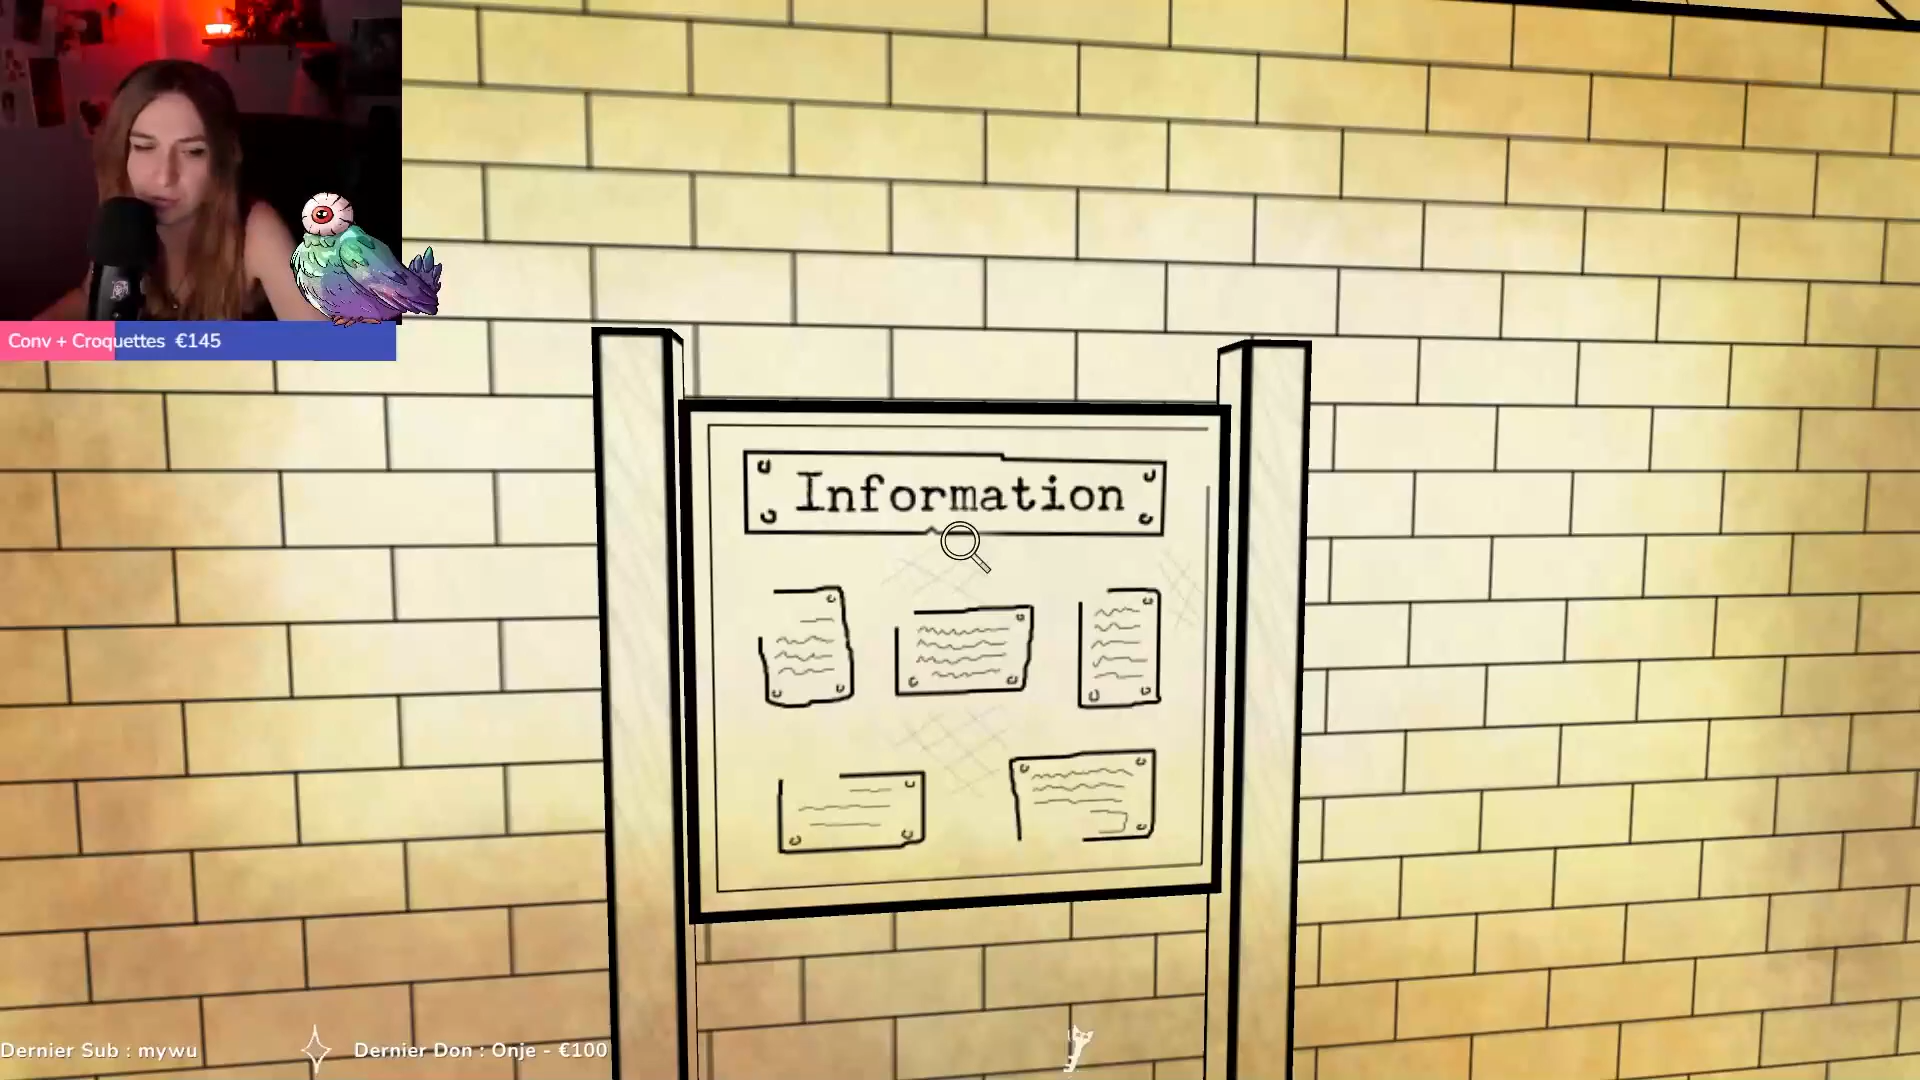 Conv + Croquettes €145
Information
Dernier Sub : mywu
Dernier Don : Onje - €100